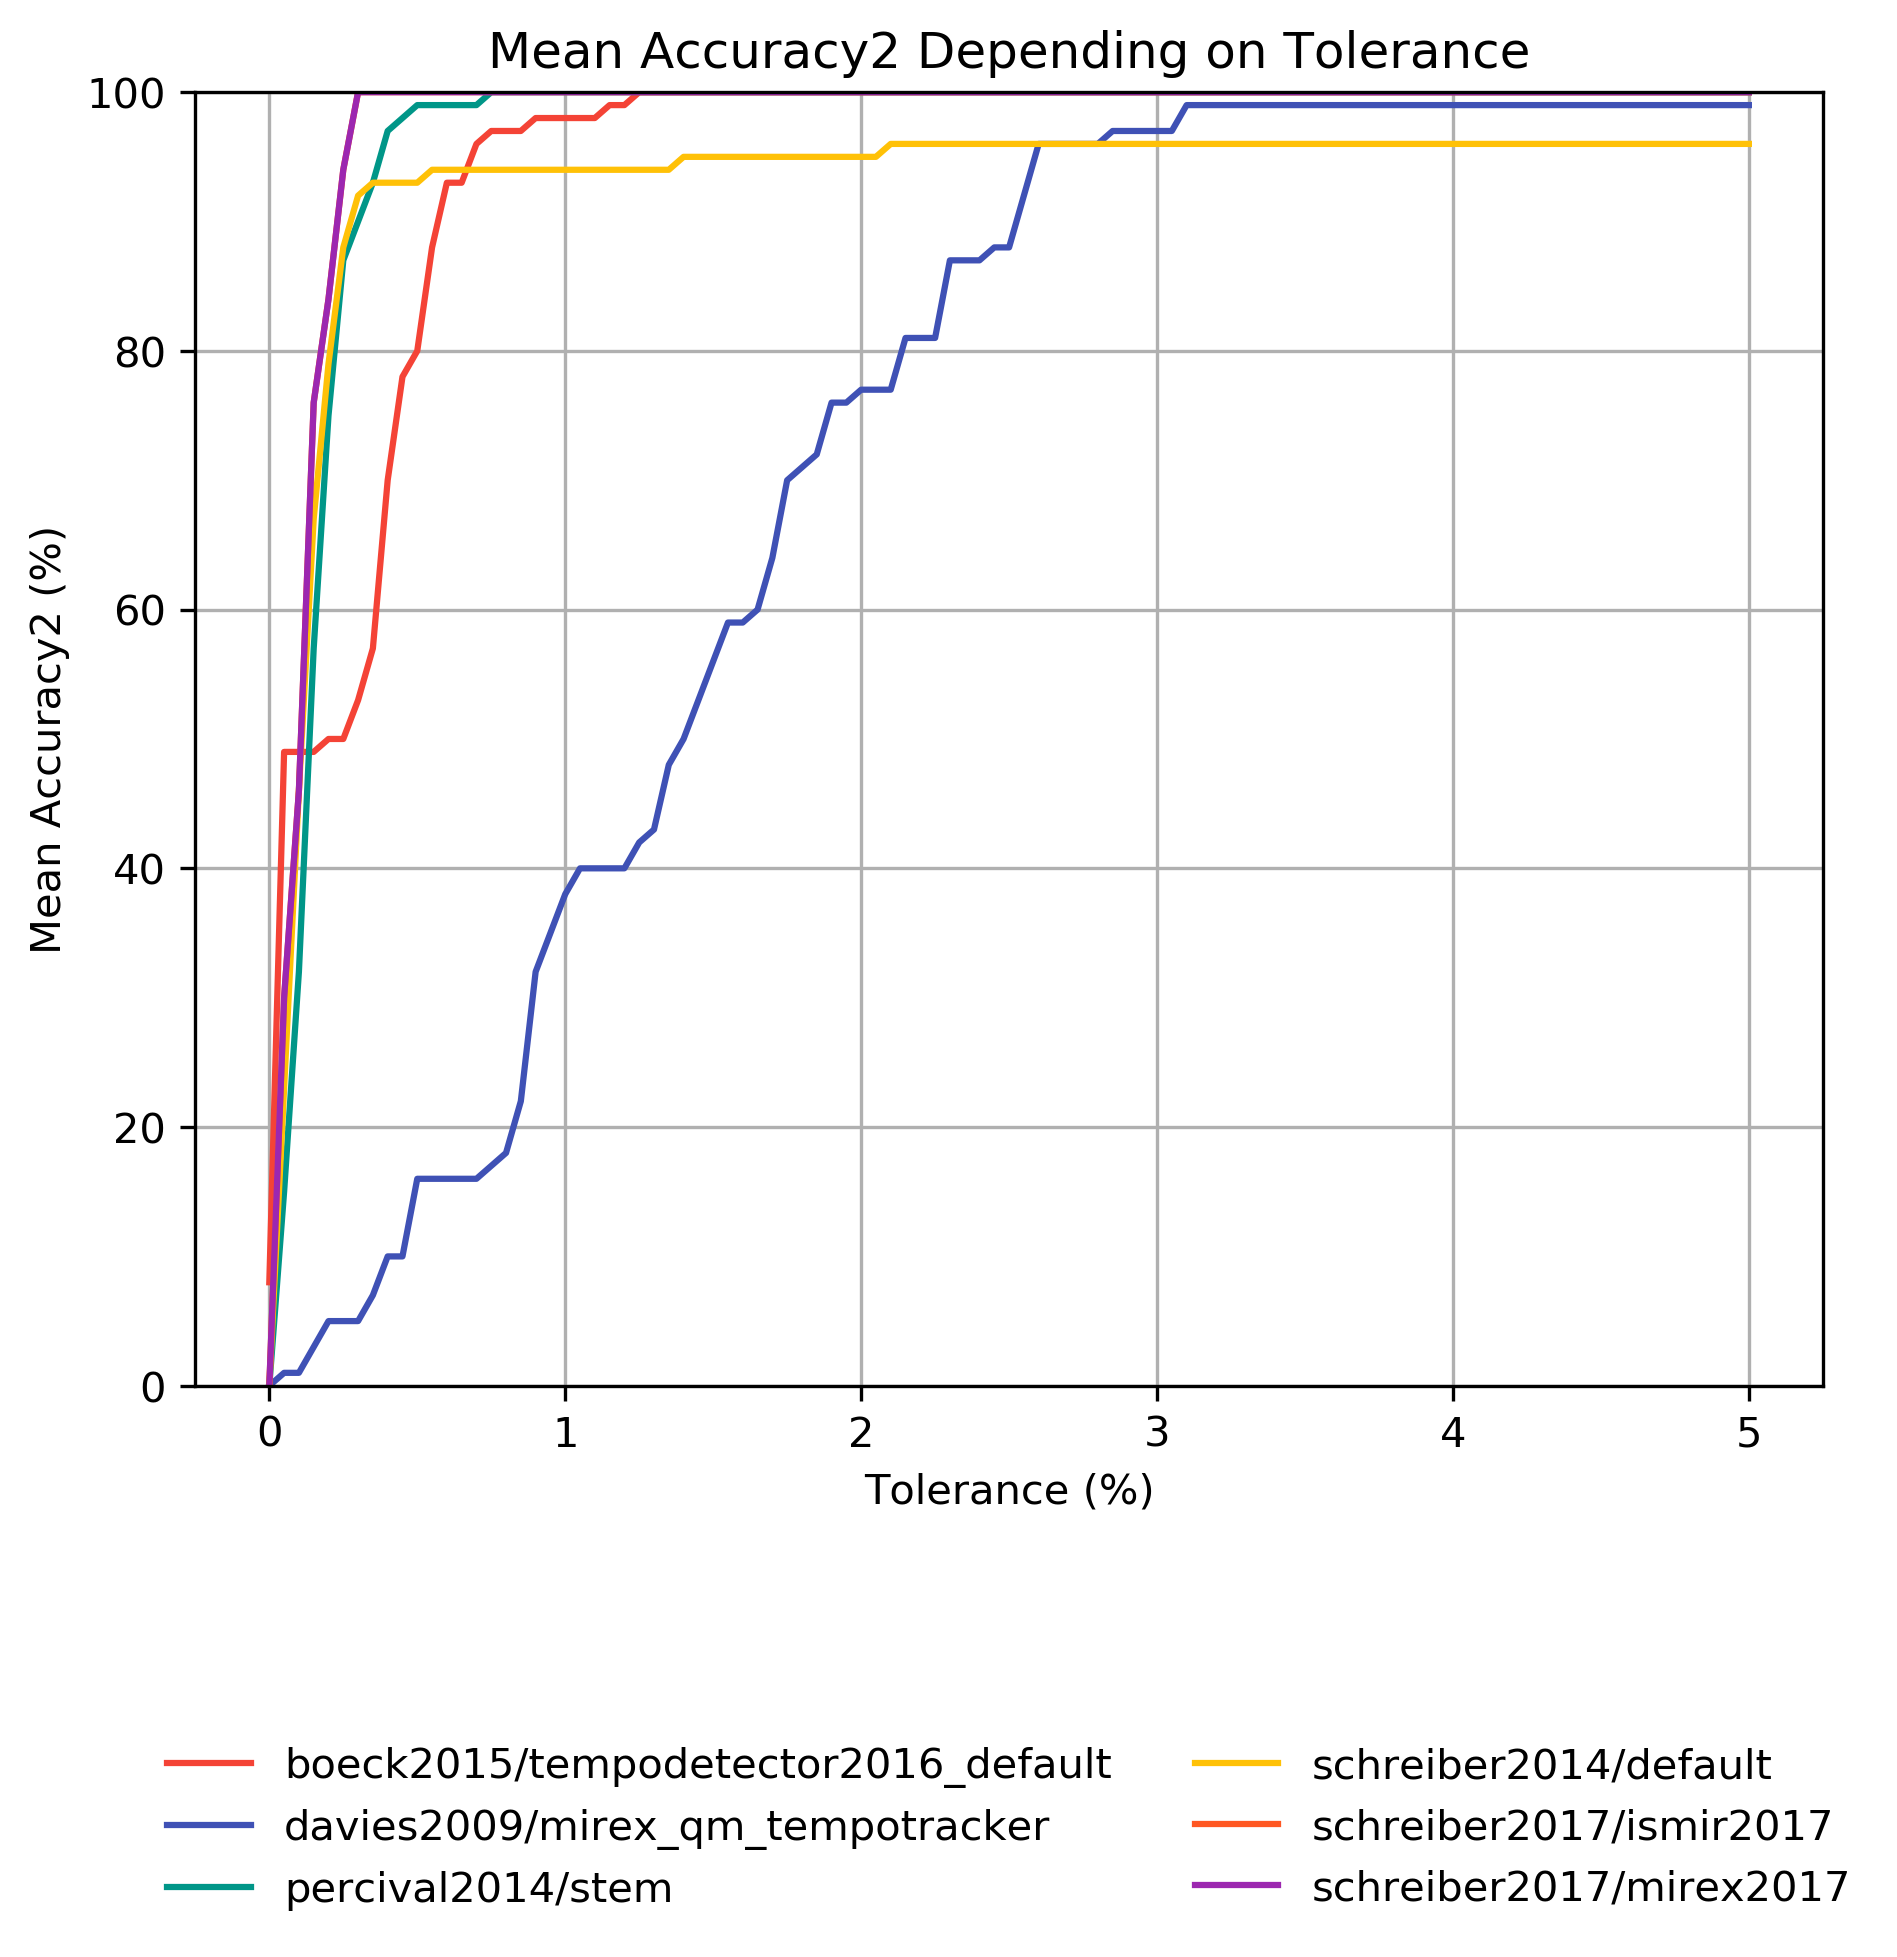 Mean Accuracy2 Depending on Tolerance
100
80
60
40
20
0
Mean Accuracy2 (%)
0 1 2 3 4 5
Tolerance (%)
boeck2015/tempodetector2016_default
davies2009/mirex_qm_tempotracker
percival2014/stem
schreiber2014/default
schreiber2017/ismir2017
schreiber2017/mirex2017